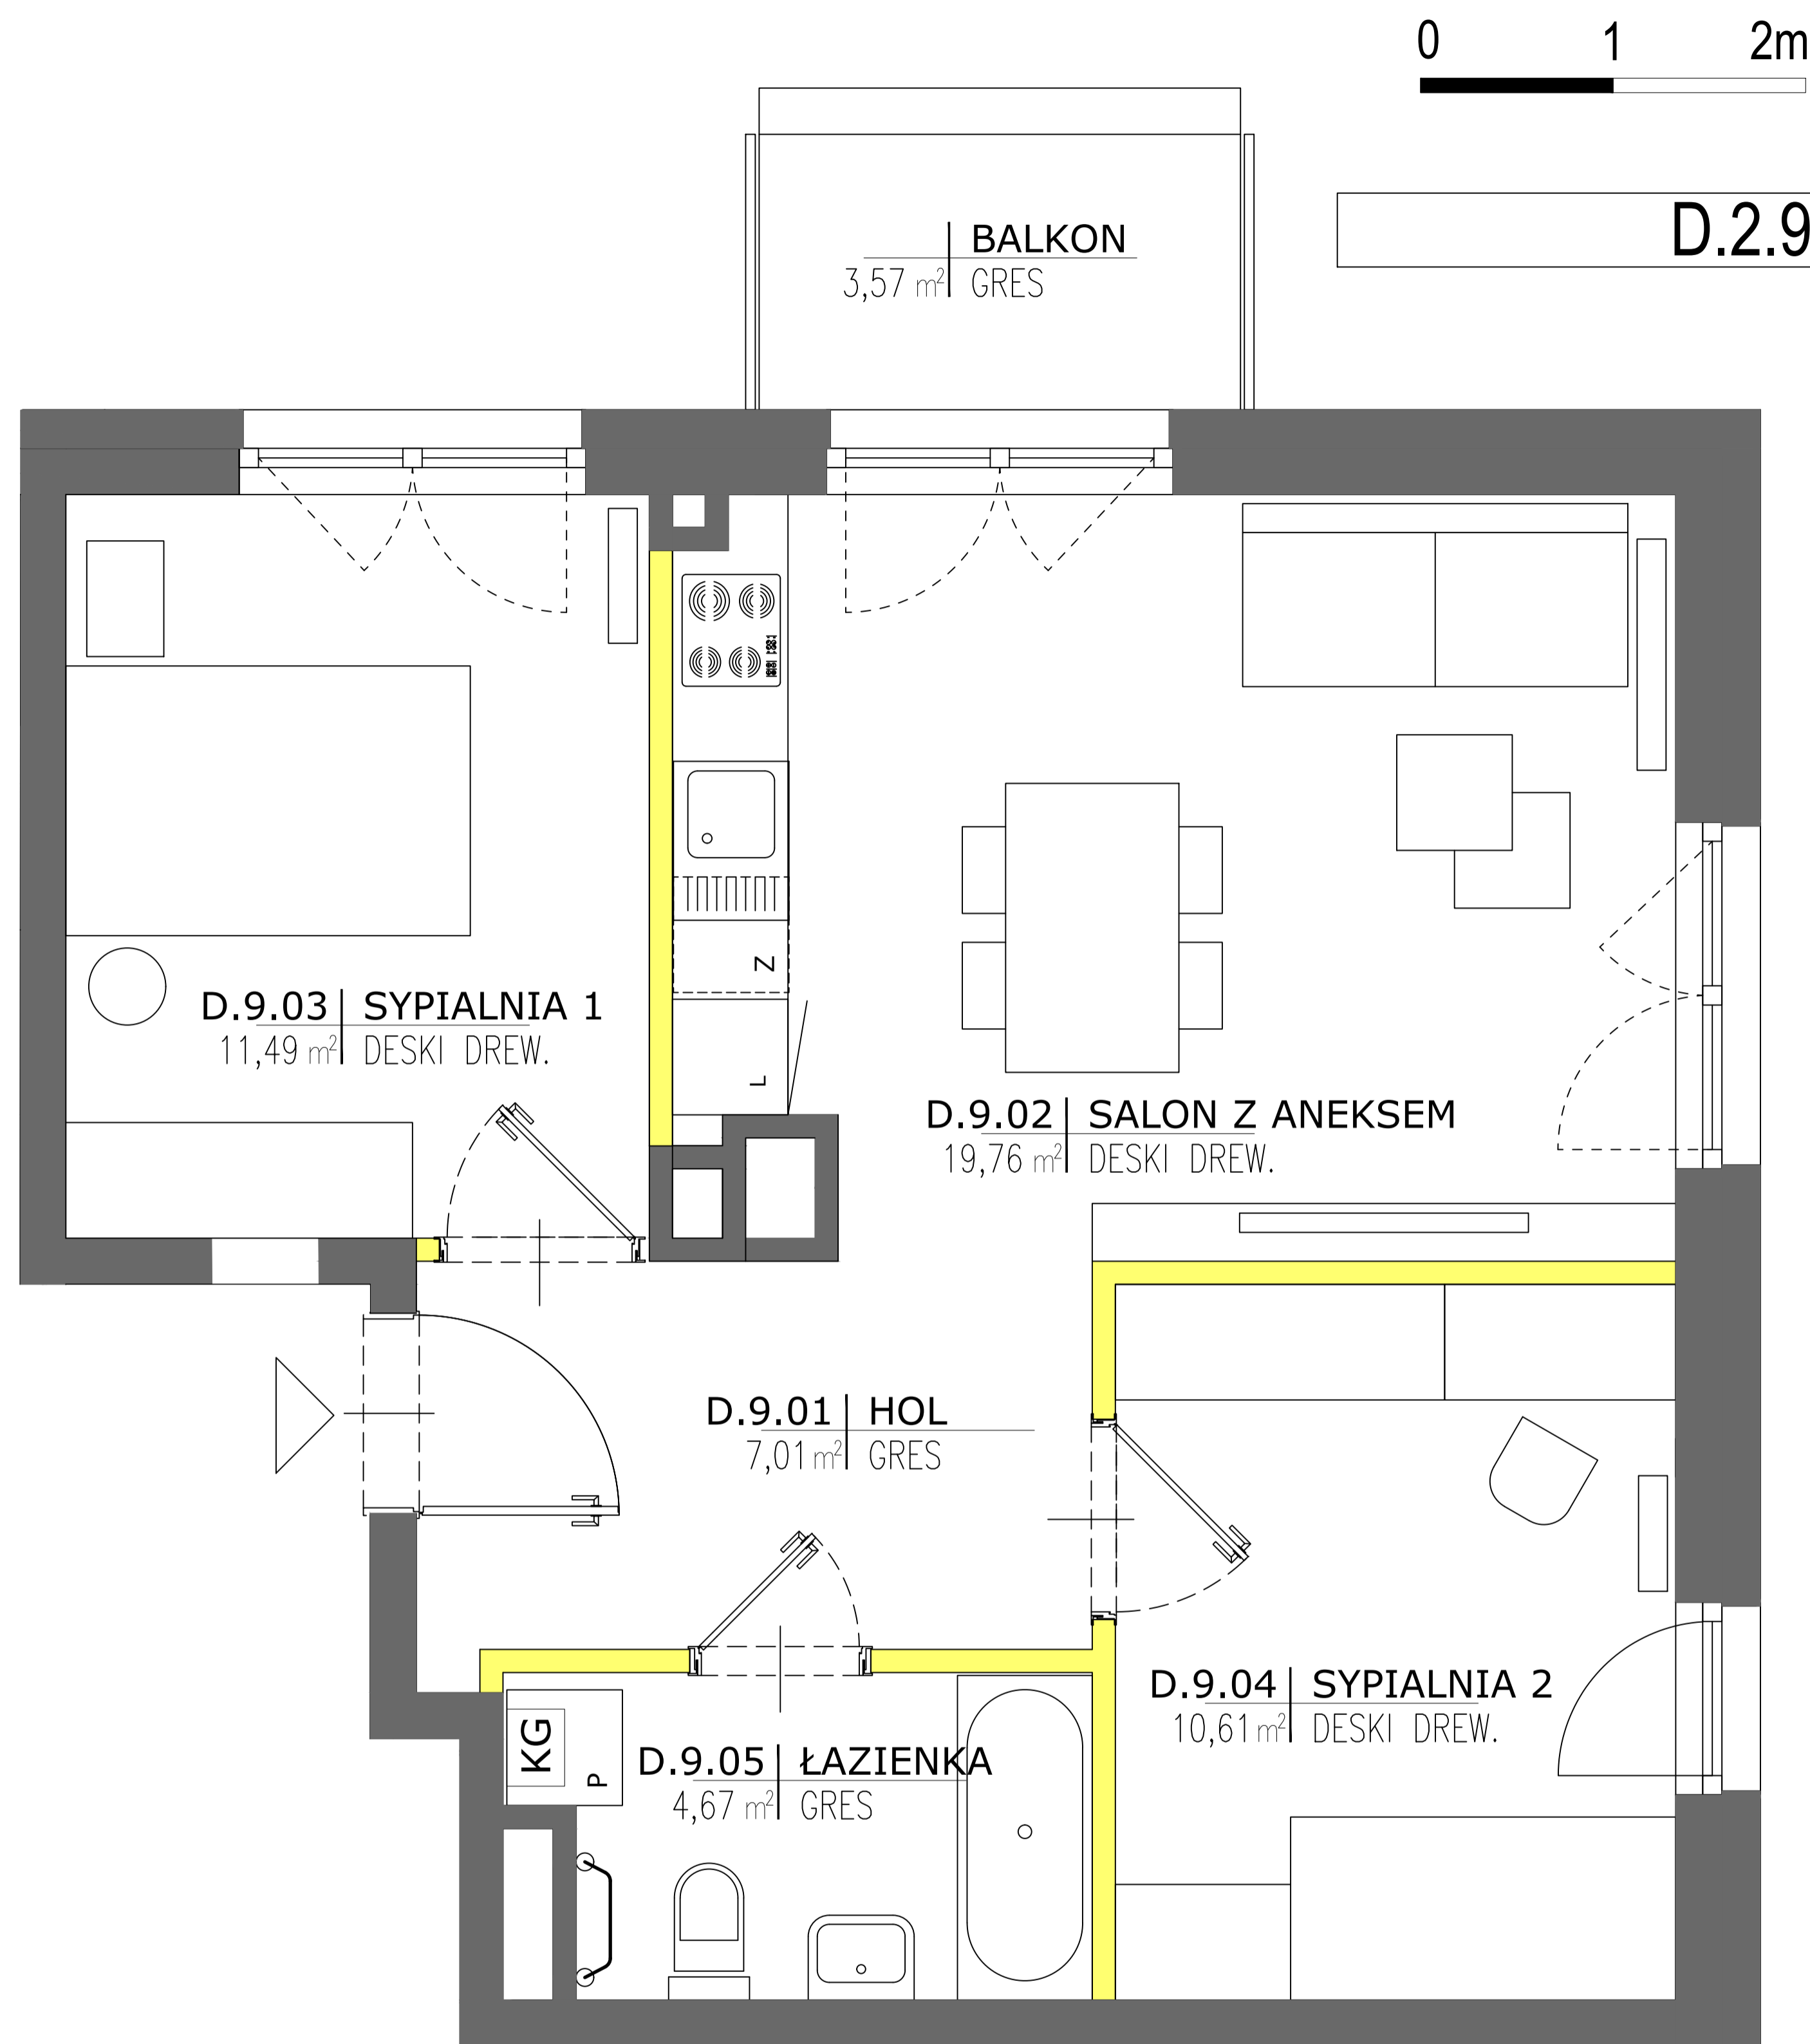 0 1 2m
D.2.9
BALKON
3,57 m² GRES
Z
D.9.03 SYPIALNIA 1
11,49 m² DESKI DREW.
L
D.9.02 SALON Z ANEKSEM
19,76 m² DESKI DREW.
D.9.01 HOL
7,01 m² GRES
D.9.04 SYPIALNIA 2
10,61 m² DESKI DREW.
KG
P
D.9.05 ŁAZIENKA
4,67 m² GRES